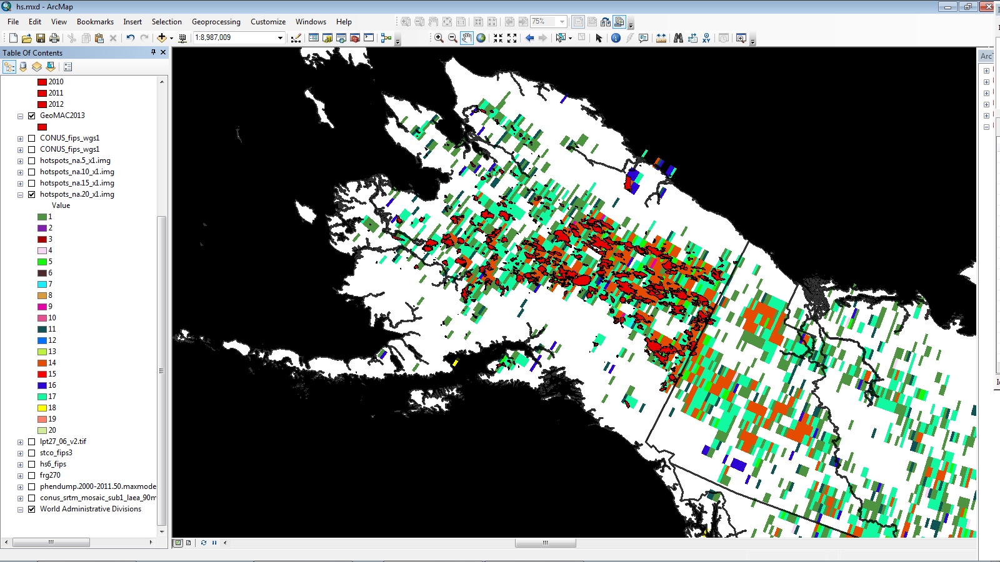 hs.mxd - ArcMap
File Edit View Bookmarks Insert Selection Geoprocessing Customize Windows Help
75%
1:8,987,009
Table Of Contents
ArcT
2010
2011
2012
GeoMAC2013
CONUS_fips_wgs1
CONUS_fips_wgs1
hotspots_na.5_x1.img
hotspots_na.10_x1.img
hotspots_na.15_x1.img
hotspots_na.20_x1.img
Value
1
2
3
4
5
6
7
8
9
10
11
12
13
14
15
16
17
18
19
20
lpt27_06_v2.tif
stco_fips3
hs6_fips
frg270
phendump.2000-2011.50.maxmode
conus_srtm_mosaic_sub1_laea_90m
World Administrative Divisions